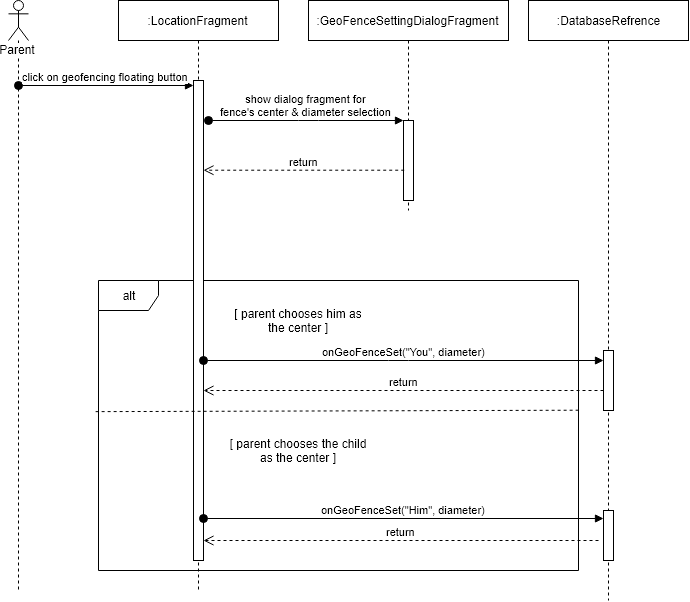 :LocationFragment
:GeoFenceSettingDialogFragment
:DatabaseRefrence
Parent
click on geofencing floating button
show dialog fragment for
fence's center & diameter selection
return
alt
[ parent chooses him as
the center ]
onGeoFenceSet("You", diameter)
return
[ parent chooses the child
as the center ]
onGeoFenceSet("Him", diameter)
return